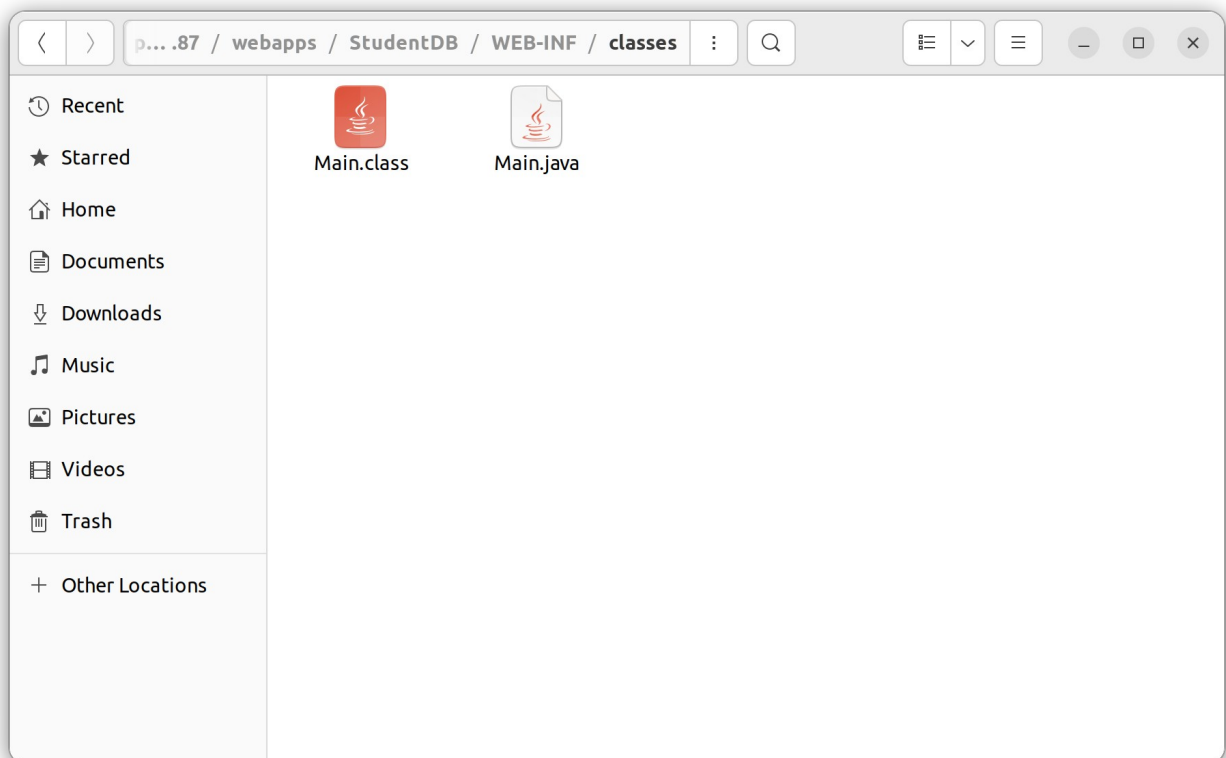 p... .87 / webapps / StudentDB / WEB-INF / classes
Recent
Starred
Home
Documents
Downloads
Music
Pictures
Videos
Trash
Other Locations
Main.class
Main.java